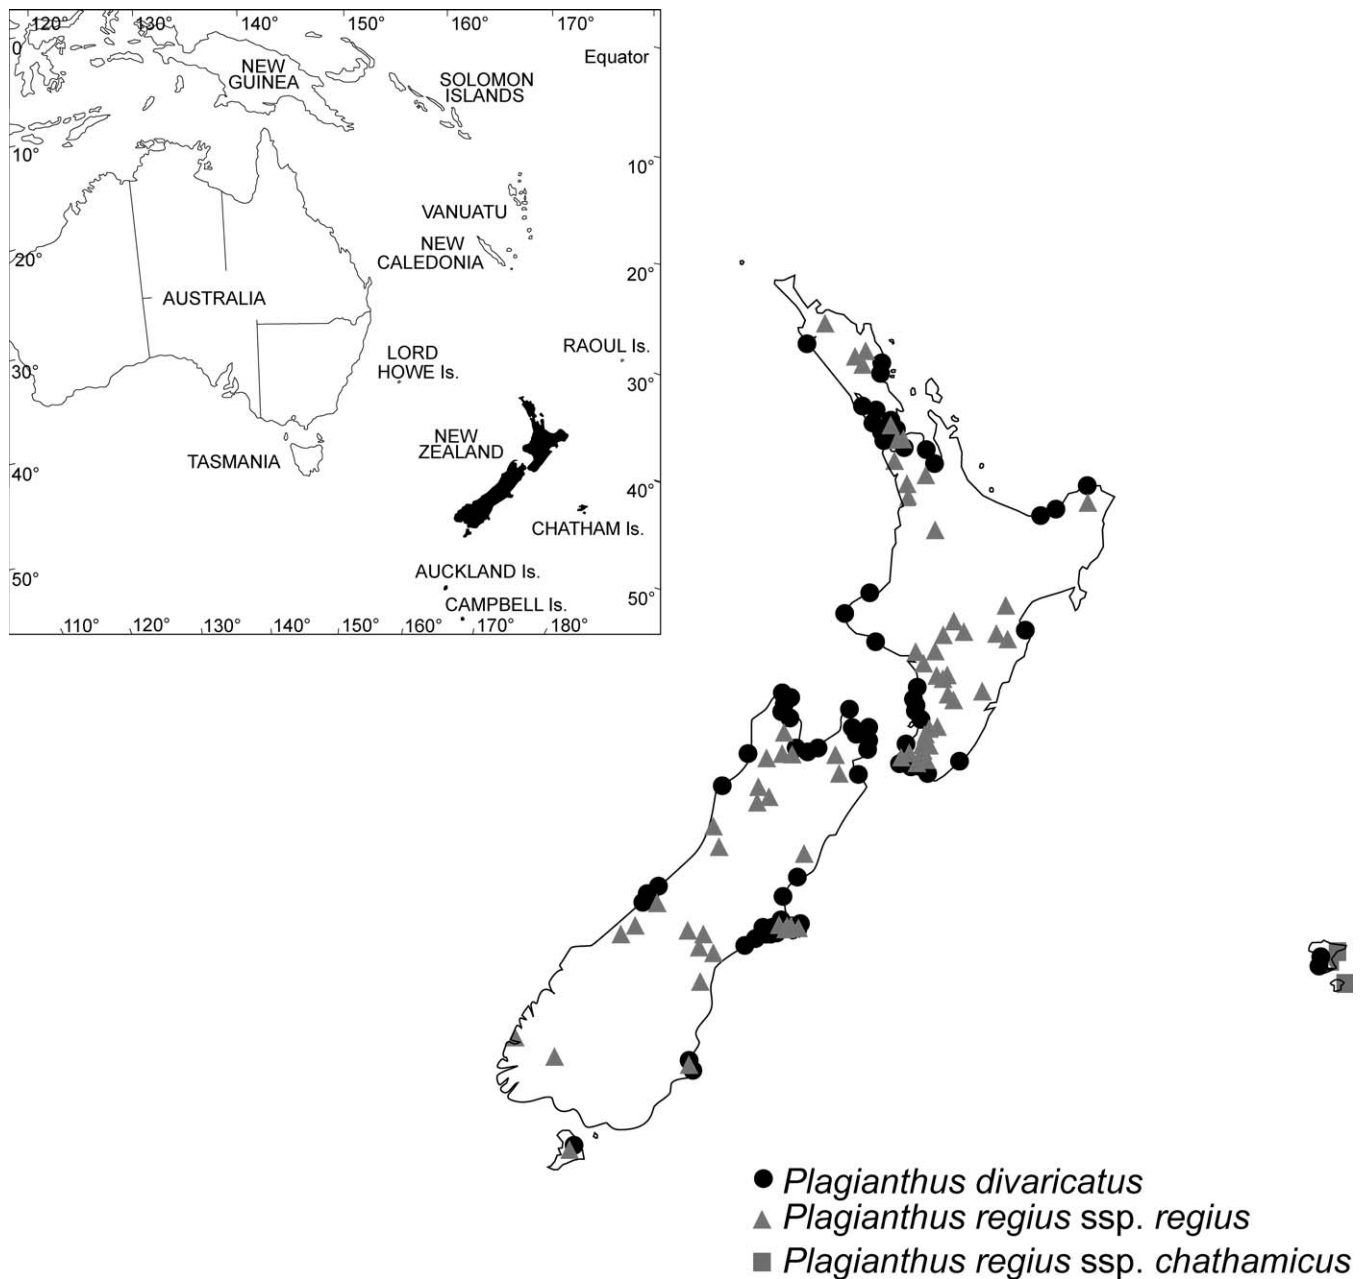 120° 130° 140° 150° 160° 170°
0
Equator
NEW
GUINEA
SOLOMON
ISLANDS
10°
10°
VANUATU
NEW
CALEDONIA
20°
20°
AUSTRALIA
RAOUL Is.
LORD
HOWE Is.
30°
30°
NEW
ZEALAND
TASMANIA
40°
40°
CHATHAM Is.
AUCKLAND Is.
50°
50°
CAMPBELL Is.
110° 120° 130° 140° 150° 160° 170° 180°
Plagianthus divaricatus
Plagianthus regius ssp. regius
Plagianthus regius ssp. chathamicus